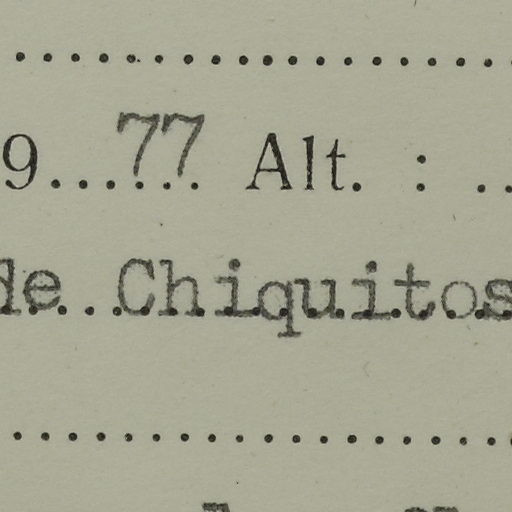 9......77 Alt. : ..
de Chiquitos